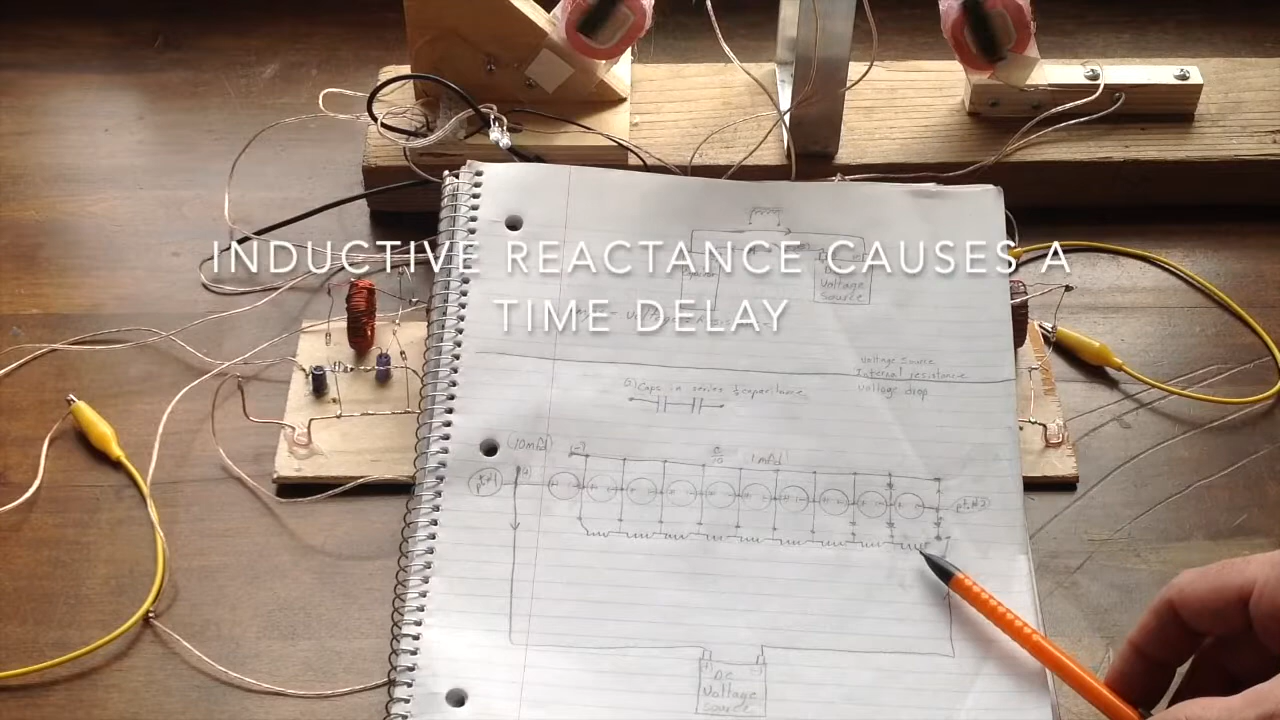 INDUCTIVE REACTANCE CAUSES A
TIME DELAY
Voltage
source
Voltage source
Internal resistance
Voltage drop
Caps in series
capacitance
(10mfd)
1mfd
pt.#1
pt.#2
DC
Voltage
source